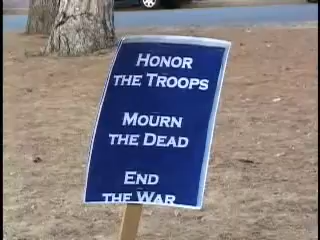 Honor
the Troops
Mourn
the Dead
End
the War